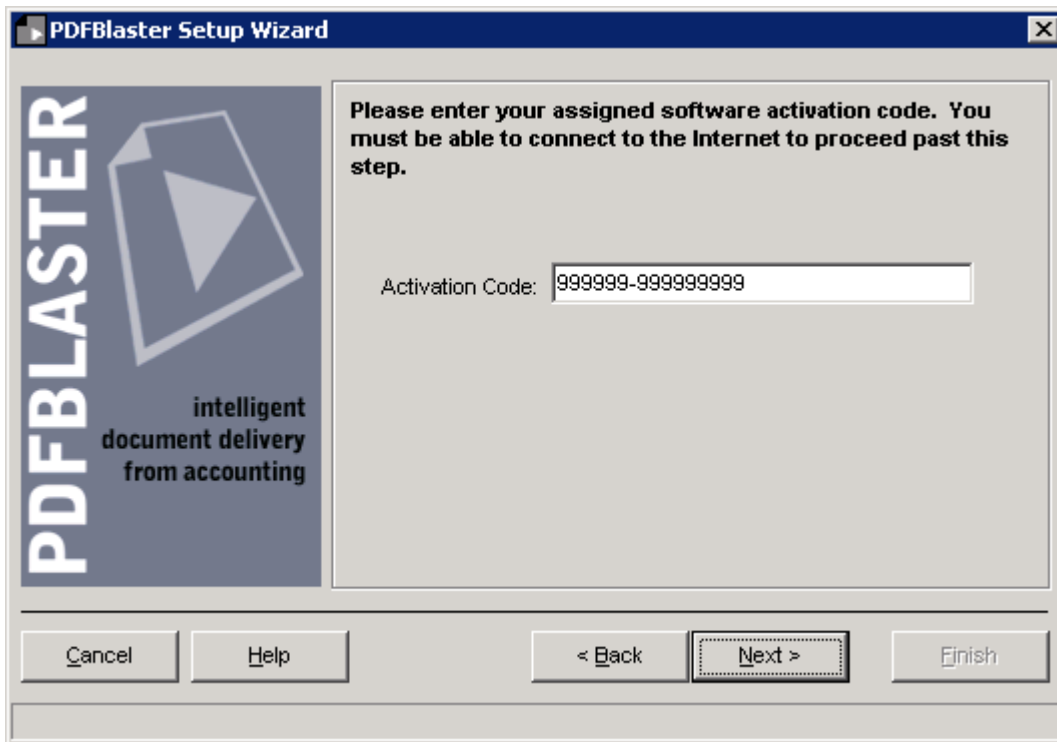 PDFBlaster Setup Wizard
PDFBLASTER
intelligent
document delivery
from accounting
Please enter your assigned software activation code.  You
must be able to connect to the Internet to proceed past this
step.
Activation Code: 999999-999999999
Cancel
Help
< Back
Next >
Finish